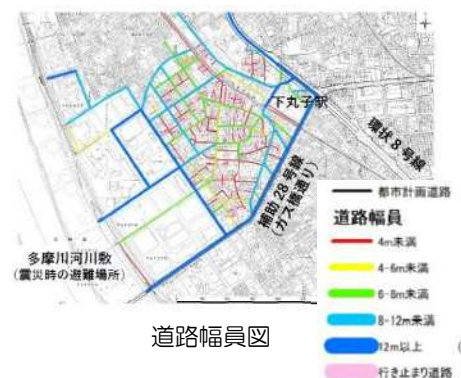 下丸子駅
環状8号線
補助28号線
(ガス橋通り)
多摩川河川敷
(震災時の避難場所)
道路幅員図
都市計画道路
道路幅員
4m未満
4-6m未満
6-8m未満
8-12m未満
12m以上
行き止まり道路